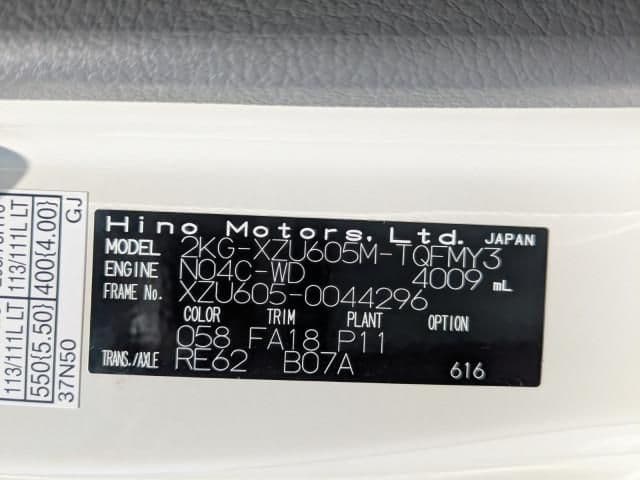 Hino Motors, Ltd. JAPAN
MODEL 2KG-XZU605M-TQFMY3
ENGINE N04C-WD 4009 mL
FRAME No. XZU605-0044296
COLOR TRIM PLANT OPTION
058 FA18 P11
TRANS./AXLE RE62 B07A 616
113/111L LT 113/111L LT
550{5.50} 400{4.00}
37N50 GJ